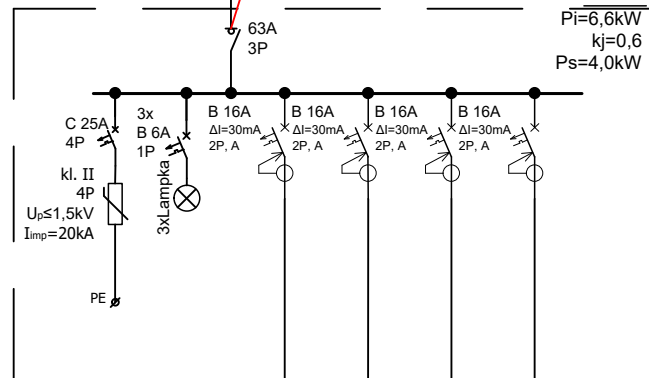 Pi=6,6kW
kj=0,6
Ps=4,0kW
63A
3P
C 25A
4P
3x
B 6A
1P
B 16A
ΔI=30mA
2P, A
B 16A
ΔI=30mA
2P, A
B 16A
ΔI=30mA
2P, A
B 16A
ΔI=30mA
2P, A
kl. II
4P
Up≤1,5kV
Iimp=20kA
3xLampka
PE